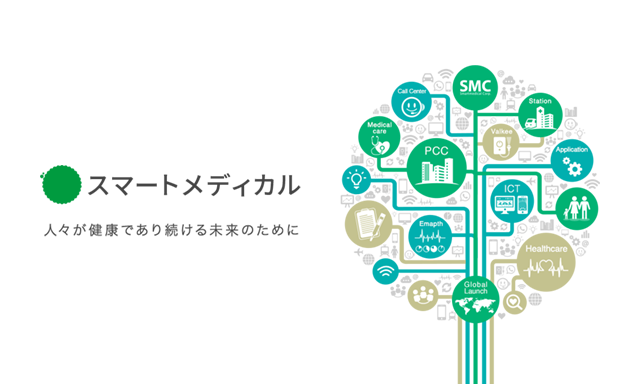 スマートメディカル
人々が健康であり続ける未来のために
SMC
Call Center
Station
Medical
care
Valkee
PCC
Application
ICT
Emapth
Healthcare
Global
Launch